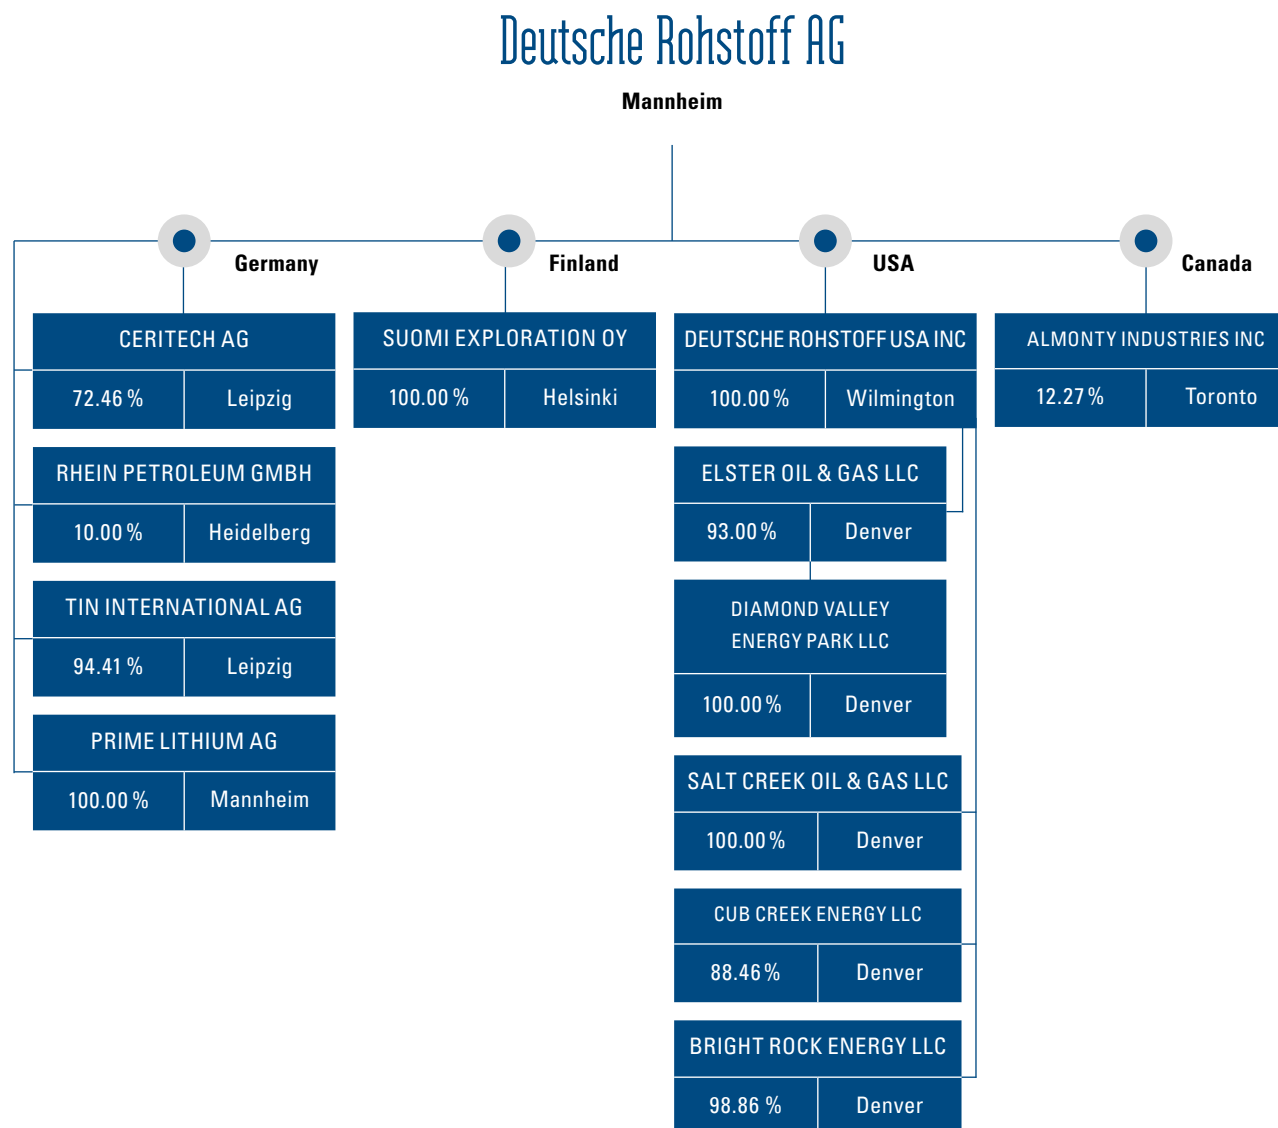 Deutsche Rohstoff AG
Mannheim
Germany
Finland
USA
Canada
CERITECH AG
72.46 %
Leipzig
RHEIN PETROLEUM GMBH
10.00 %
Heidelberg
TIN INTERNATIONAL AG
94.41 %
Leipzig
PRIME LITHIUM AG
100.00 %
Mannheim
SUOMI EXPLORATION OY
100.00 %
Helsinki
DEUTSCHE ROHSTOFF USA INC
100.00 %
Wilmington
ELSTER OIL & GAS LLC
93.00 %
Denver
DIAMOND VALLEY
ENERGY PARK LLC
100.00 %
Denver
SALT CREEK OIL & GAS LLC
100.00 %
Denver
CUB CREEK ENERGY LLC
88.46 %
Denver
BRIGHT ROCK ENERGY LLC
98.86 %
Denver
ALMONTY INDUSTRIES INC
12.27 %
Toronto